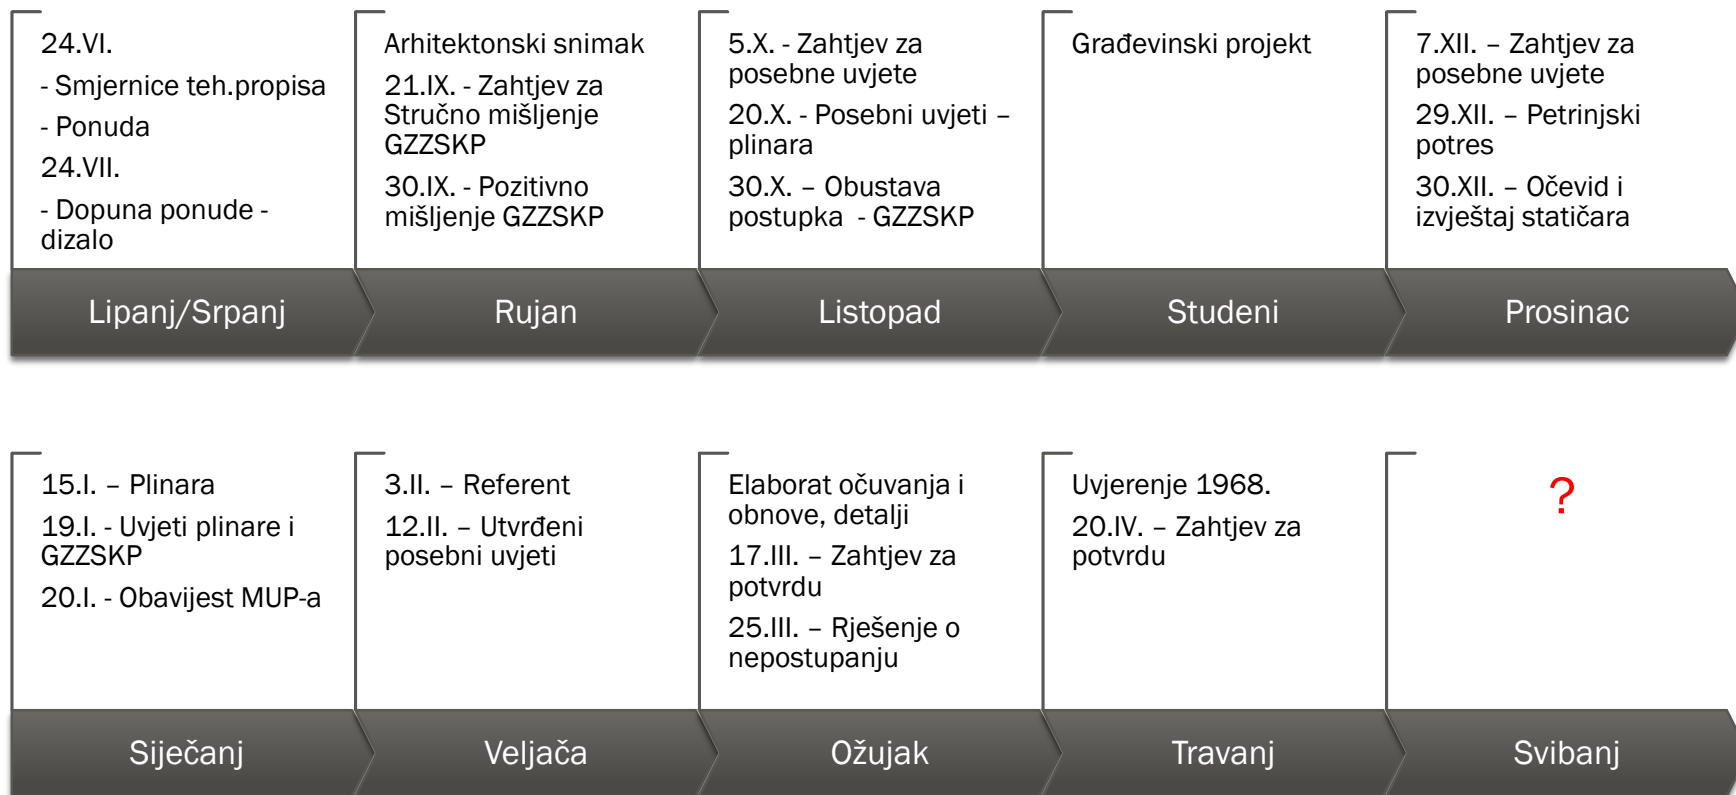 24.VI.
- Smjernice teh.propisa
- Ponuda
24.VII.
- Dopuna ponude -
dizalo
Arhitektonski snimak
21.IX. - Zahtjev za
Stručno mišljenje
GZZSKP
30.IX. - Pozitivno
mišljenje GZZSKP
5.X. - Zahtjev za
posebne uvjete
20.X. - Posebni uvjeti –
plinara
30.X. – Obustava
postupka  - GZZSKP
Građevinski projekt
7.XII. – Zahtjev za
posebne uvjete
29.XII. – Petrinjski
potres
30.XII. – Očevid i
izvještaj statičara
Lipanj/Srpanj
Rujan
Listopad
Studeni
Prosinac
15.I. – Plinara
19.I. - Uvjeti plinare i
GZZSKP
20.I. - Obavijest MUP-a
3.II. – Referent
12.II. – Utvrđeni
posebni uvjeti
Elaborat očuvanja i
obnove, detalji
17.III. – Zahtjev za
potvrdu
25.III. – Rješenje o
nepostupanju
Uvjerenje 1968.
20.IV. – Zahtjev za
potvrdu
?
Siječanj
Veljača
Ožujak
Travanj
Svibanj